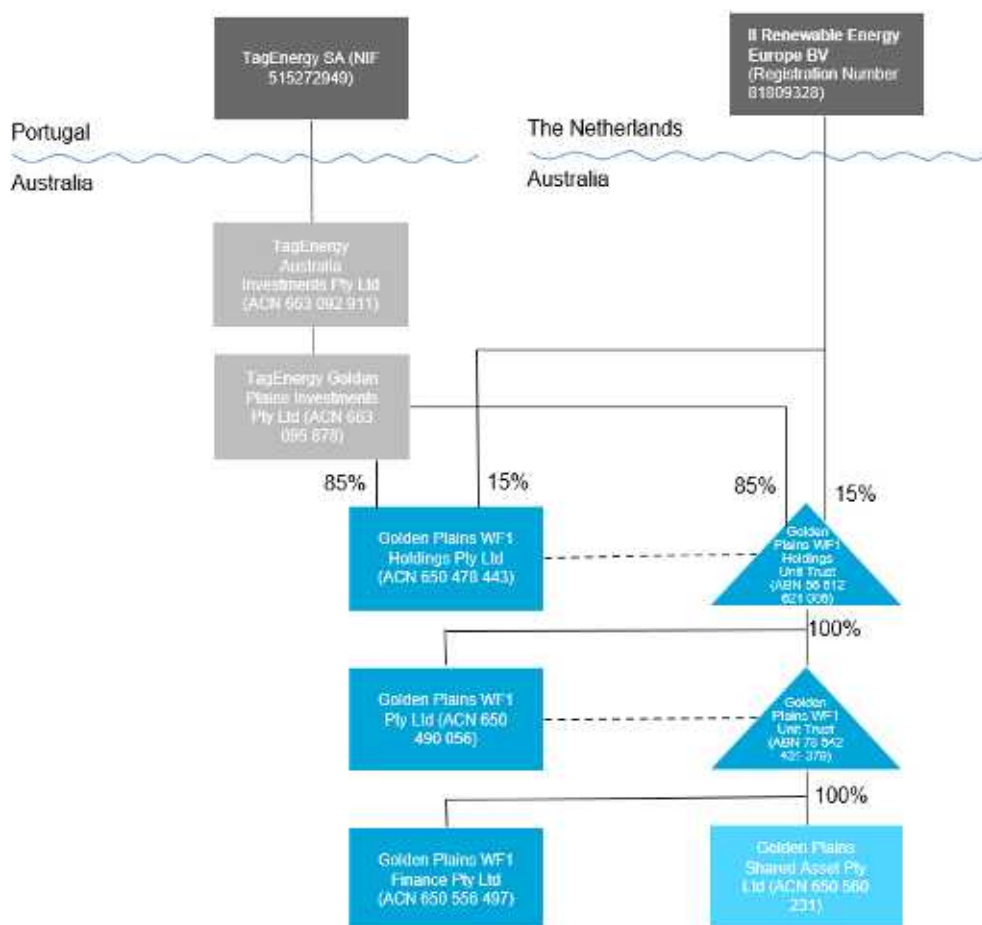 TagEnergy SA (NIF
515272949)
II Renewable Energy
Europe BV
(Registration Number
81809328)
Portugal
The Netherlands
Australia
Australia
TagEnergy
Australia
Investments Pty Ltd
(ACN 663 092 911)
TagEnergy Golden
Plains Investments
Pty Ltd (ACN 663
095 878)
85%
15%
85%
15%
Golden Plains WF1
Holdings Pty Ltd
(ACN 650 478 443)
Golden
Plains WF1
Holdings
Unit Trust
(ABN
100%
Golden Plains WF1
Pty Ltd (ACN 650
490 056)
Golden
Plains WF1
Unit Trust
(ABN
100%
Golden Plains WF1
Finance Pty Ltd
(ACN 650 556 497)
Golden Plains
Shared Asset Pty
Ltd (ACN 650 560
231)